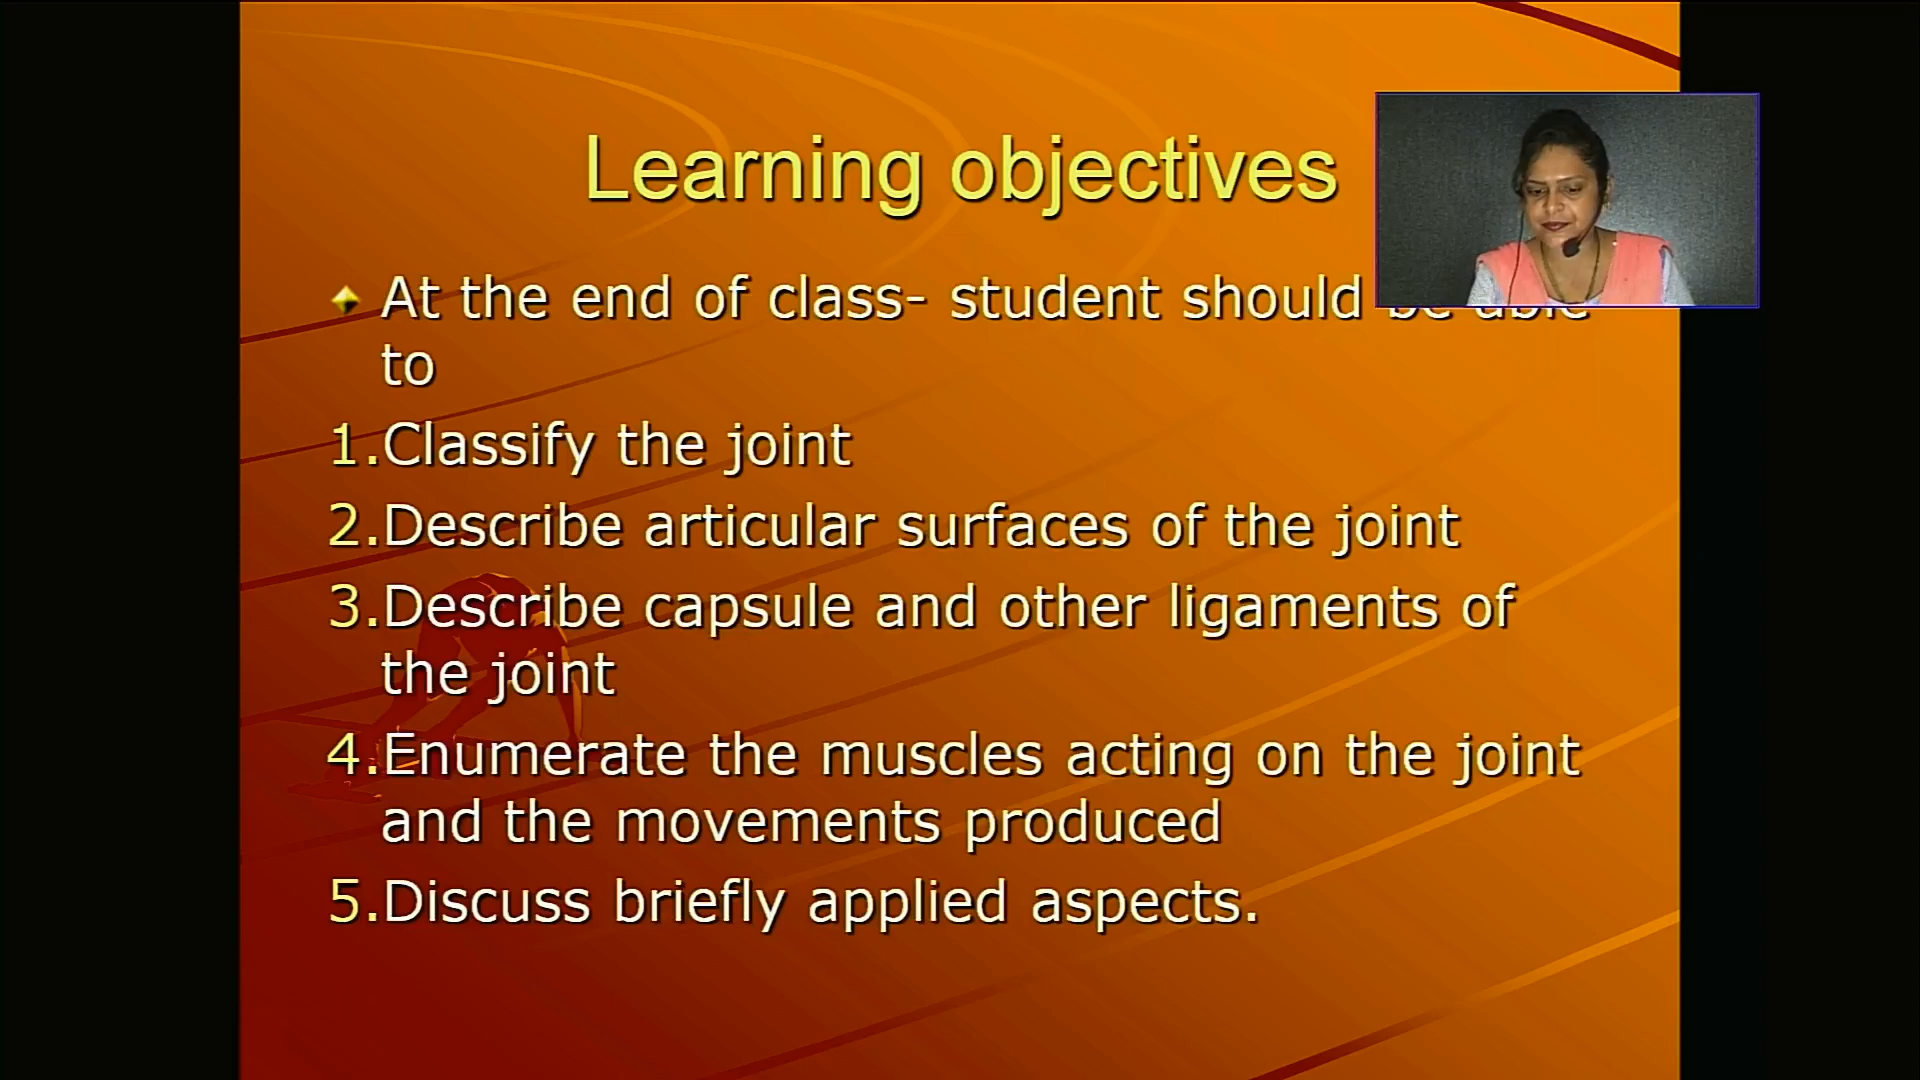 Learning objectives
At the end of class- student should be able
to
1.Classify the joint
2.Describe articular surfaces of the joint
3.Describe capsule and other ligaments of
the joint
4.Enumerate the muscles acting on the joint
and the movements produced
5.Discuss briefly applied aspects.